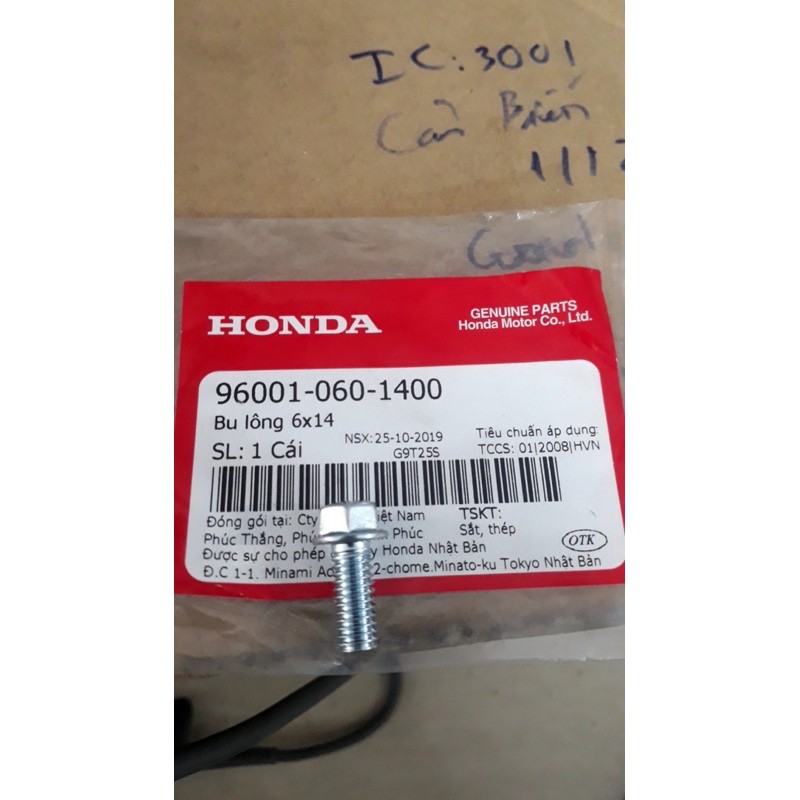 IC: 3001
Cảm Biến
HONDA
GENUINE PARTS
Honda Motor Co., Ltd.
96001-060-1400
Bu lông 6x14
SL: 1 Cái
NSX: 25-10-2019
G9T25S
Tiêu chuẩn áp dụng:
TCCS: 01|2008|HVN
Đóng gói tại: Cty iệt Nam
Phúc Thắng, Phú Phúc
Được sự cho phép y Honda Nhật Bản
Đ.C 1-1. Minami 2-chome.Minato-ku Tokyo Nhật Bản
TSKT:
Sắt, thép
OTK